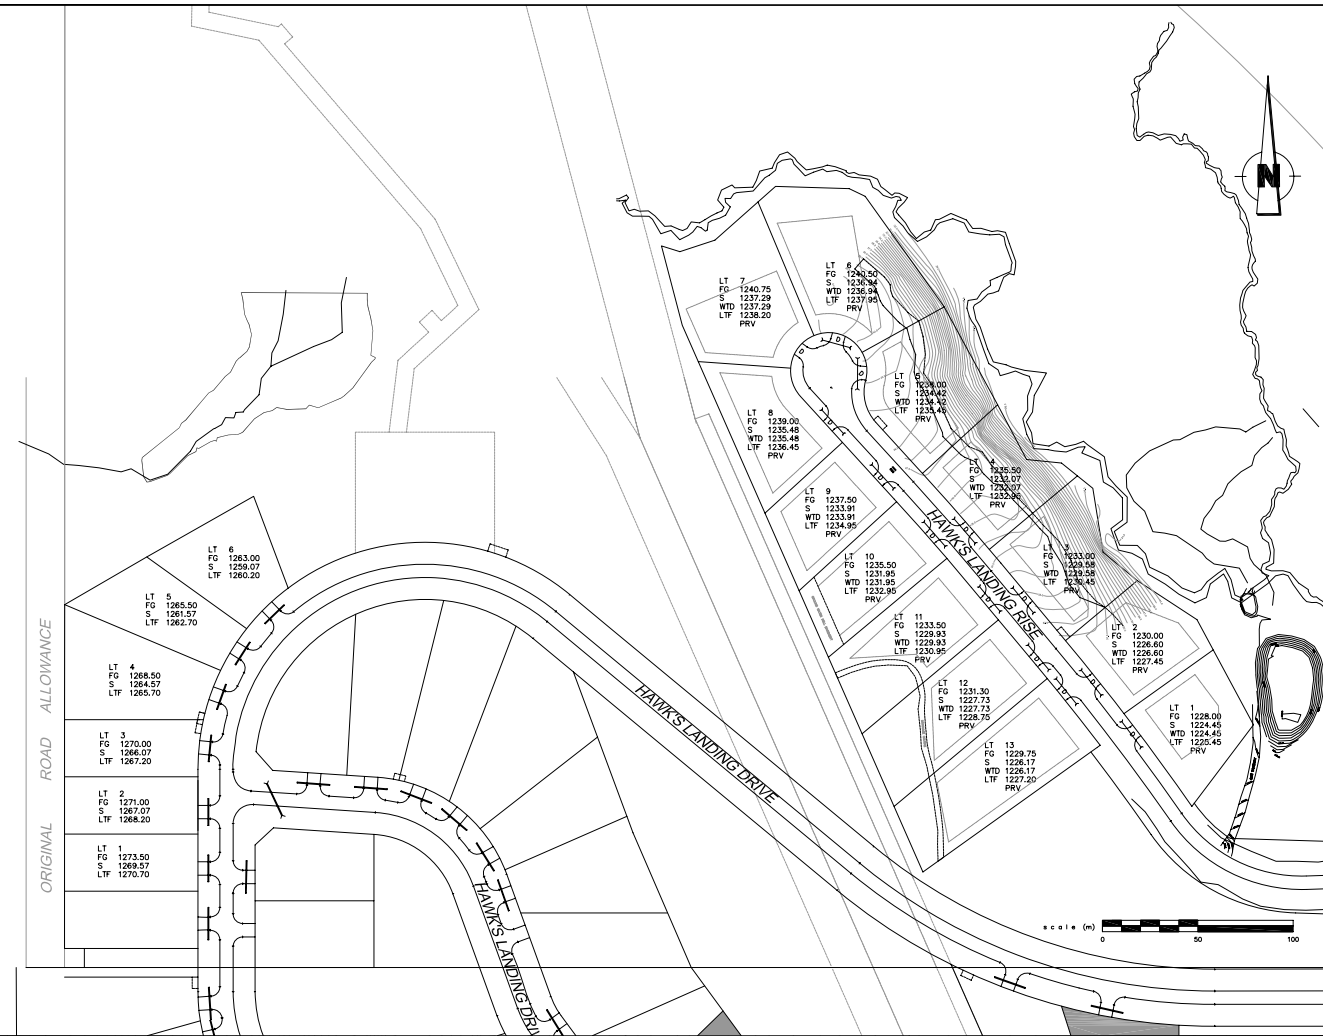 N
LT 7
FG 1240.75
S 1237.29
WTD 1237.29
LTF 1238.20
PRV
LT 6
FG 1240.50
S 1236.94
WTD 1236.94
LTF 1237.95
PRV
LT 5
FG 1238.00
S 1234.42
WTD 1234.42
LTF 1235.45
PRV
LT 8
FG 1239.00
S 1235.48
WTD 1235.48
LTF 1236.45
PRV
LT 4
FG 1235.50
S 1232.07
WTD 1232.07
LTF 1232.95
PRV
LT 9
FG 1237.50
S 1233.91
WTD 1233.91
LTF 1234.95
PRV
HAWK'S LANDING RISE
LT 3
FG 1233.00
S 1229.58
WTD 1229.58
LTF 1230.45
PRV
LT 10
FG 1235.50
S 1231.95
WTD 1231.95
LTF 1232.95
PRV
LT 11
FG 1233.50
S 1229.93
WTD 1229.93
LTF 1230.95
PRV
LT 2
FG 1230.00
S 1226.60
WTD 1226.60
LTF 1227.45
PRV
LT 12
FG 1231.30
S 1227.73
WTD 1227.73
LTF 1228.75
PRV
LT 1
FG 1228.00
S 1224.45
WTD 1224.45
LTF 1225.45
PRV
LT 13
FG 1229.75
S 1226.17
WTD 1226.17
LTF 1227.20
PRV
LT 6
FG 1263.00
S 1259.07
LTF 1260.20
LT 5
FG 1265.50
S 1261.57
LTF 1262.70
LT 4
FG 1268.50
S 1264.57
LTF 1265.70
LT 3
FG 1270.00
S 1266.07
LTF 1267.20
LT 2
FG 1271.00
S 1267.07
LTF 1268.20
LT 1
FG 1273.50
S 1269.57
LTF 1270.70
ORIGINAL ROAD ALLOWANCE
HAWK'S LANDING DRIVE
HAWK'S LANDING DRIV
scale (m)
0 50 100